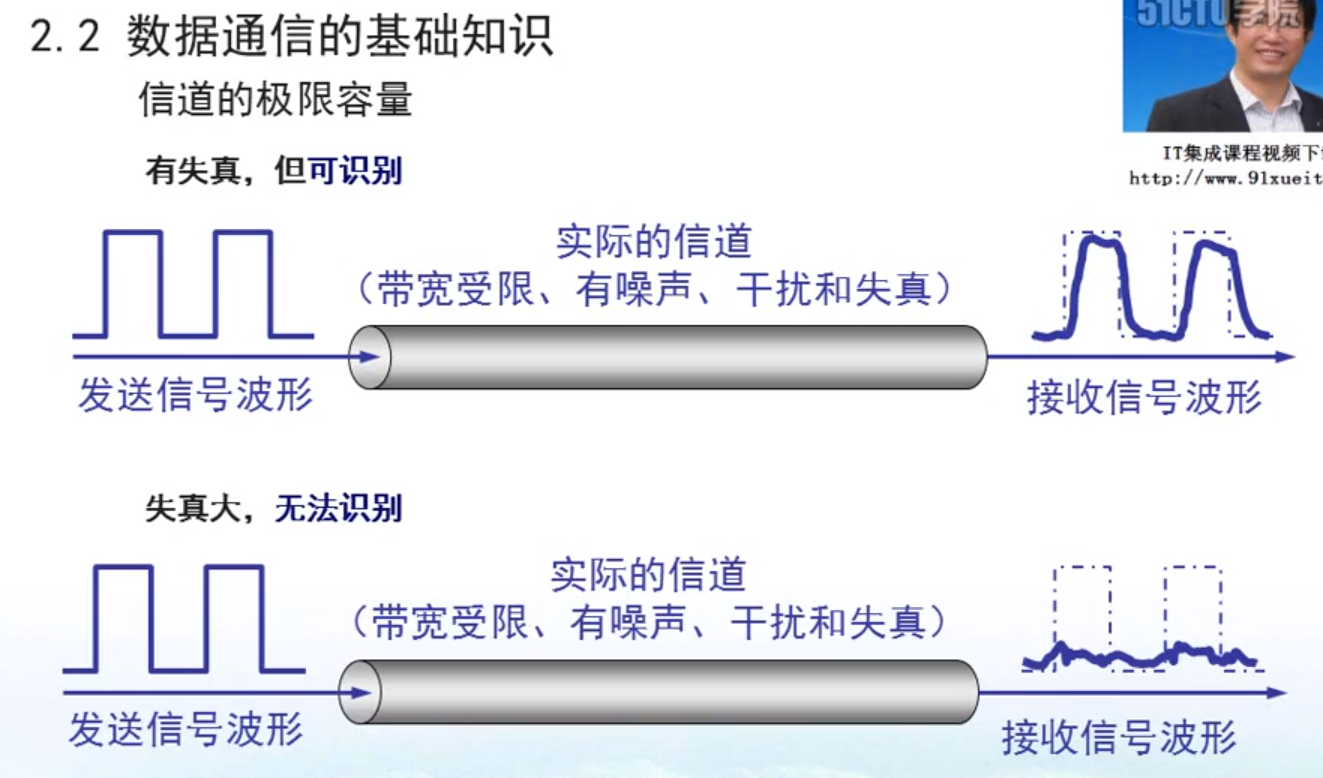 2.2 数据通信的基础知识
信道的极限容量
51CTO学院
IT集成课程视频下
http://www.91xueit
有失真，但可识别
实际的信道
（带宽受限、有噪声、干扰和失真）
发送信号波形
接收信号波形
失真大，无法识别
实际的信道
（带宽受限、有噪声、干扰和失真）
发送信号波形
接收信号波形